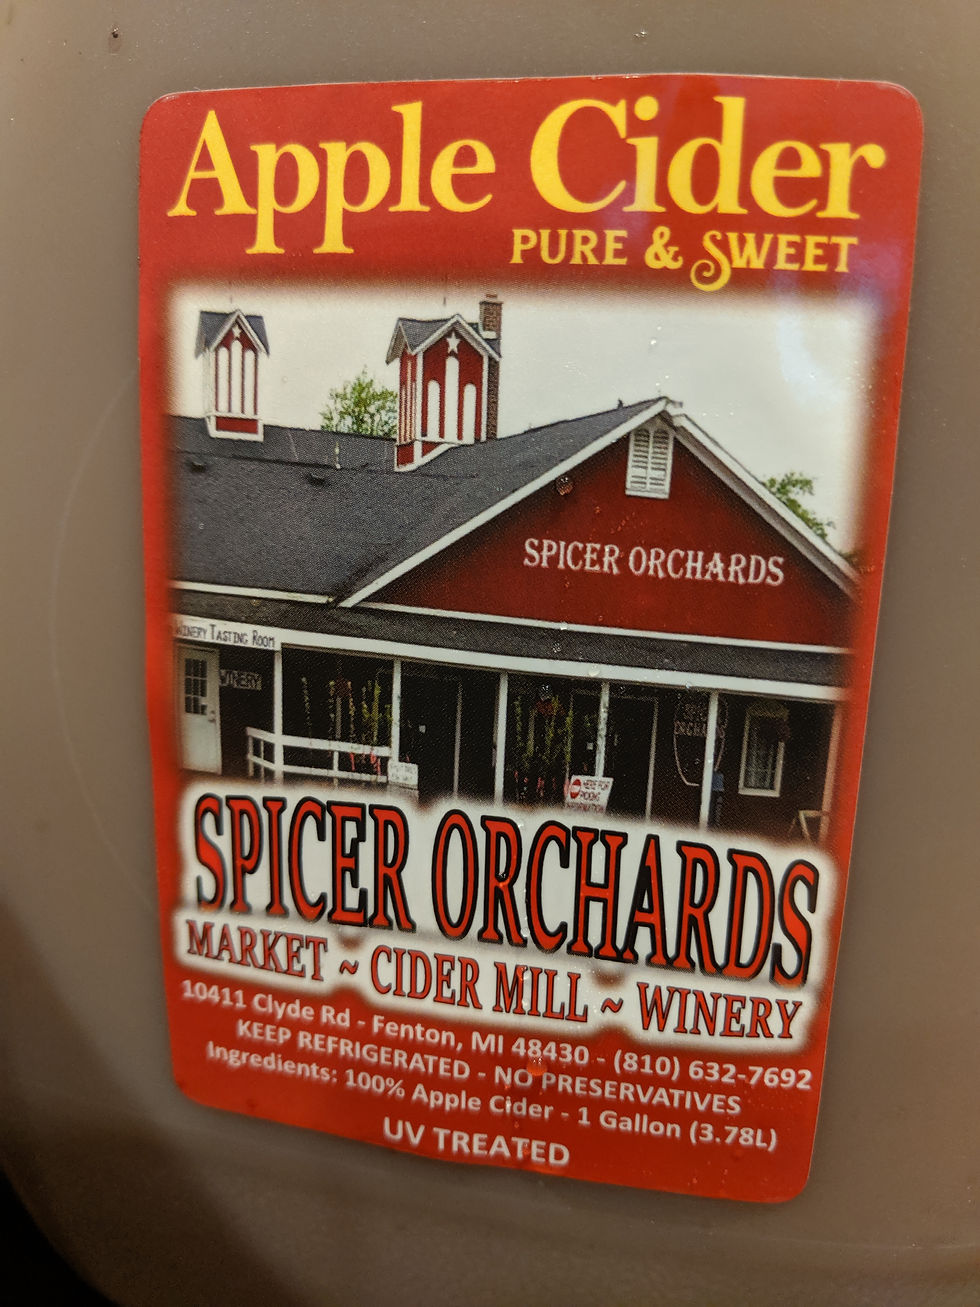 Apple Cider
PURE & SWEET
SPICER ORCHARDS
WINERY TASTING ROOM
WINERY
SPICER ORCHARDS
MARKET ~ CIDER MILL ~ WINERY
10411 Clyde Rd - Fenton, MI 48430 - (810) 632-7692
KEEP REFRIGERATED - NO PRESERVATIVES
Ingredients: 100% Apple Cider - 1 Gallon (3.78L)
UV TREATED